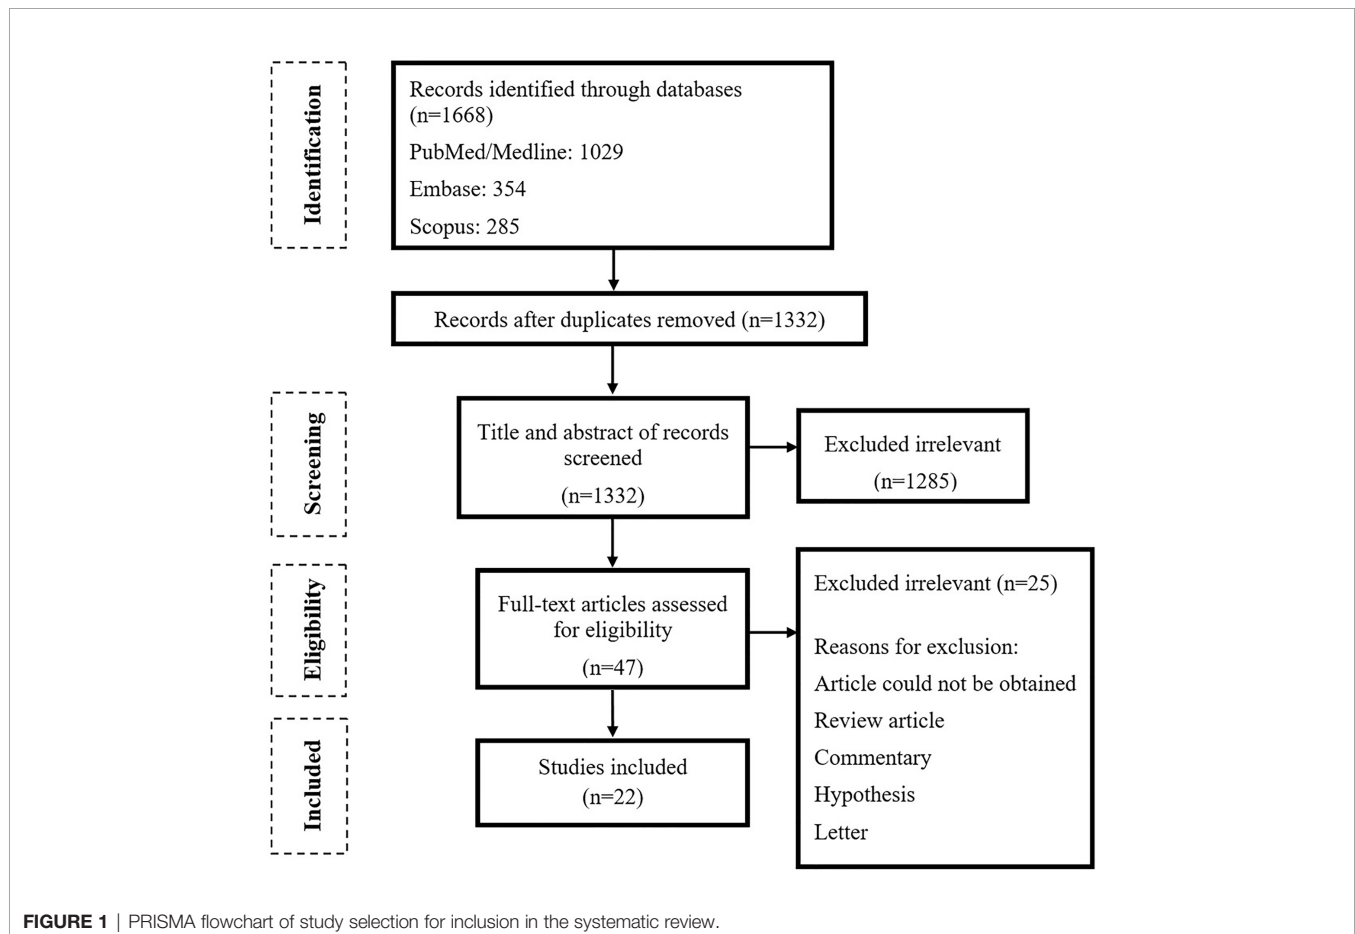 Identification
Records identified through databases
(n=1668)
PubMed/Medline: 1029
Embase: 354
Scopus: 285
Records after duplicates removed (n=1332)
Screening
Title and abstract of records
screened
(n=1332)
Excluded irrelevant
(n=1285)
Eligibility
Full-text articles assessed
for eligibility
(n=47)
Excluded irrelevant (n=25)
Reasons for exclusion:
Article could not be obtained
Review article
Commentary
Hypothesis
Letter
Included
Studies included
(n=22)
FIGURE 1 | PRISMA flowchart of study selection for inclusion in the systematic review.